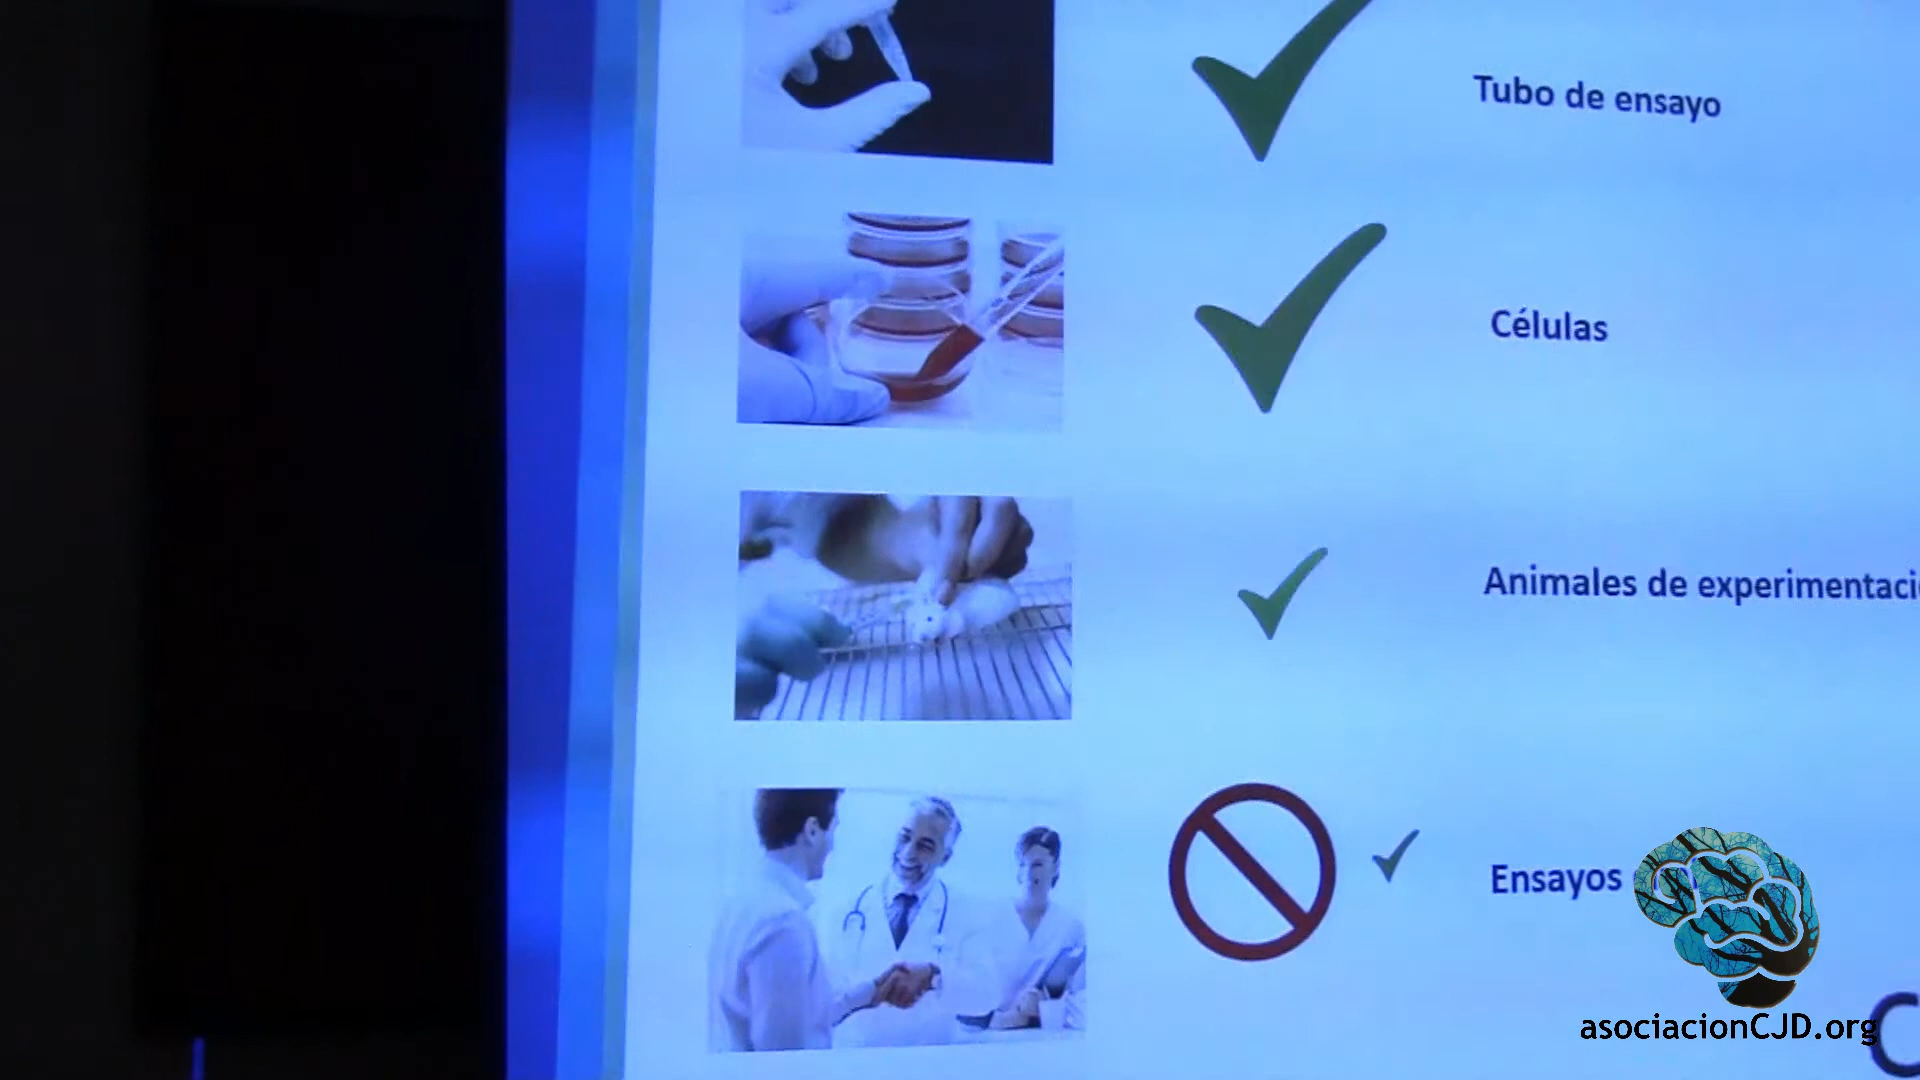 Tubo de ensayo
Células
Animales de experimentaci
Ensayos
asociacionCJD.org